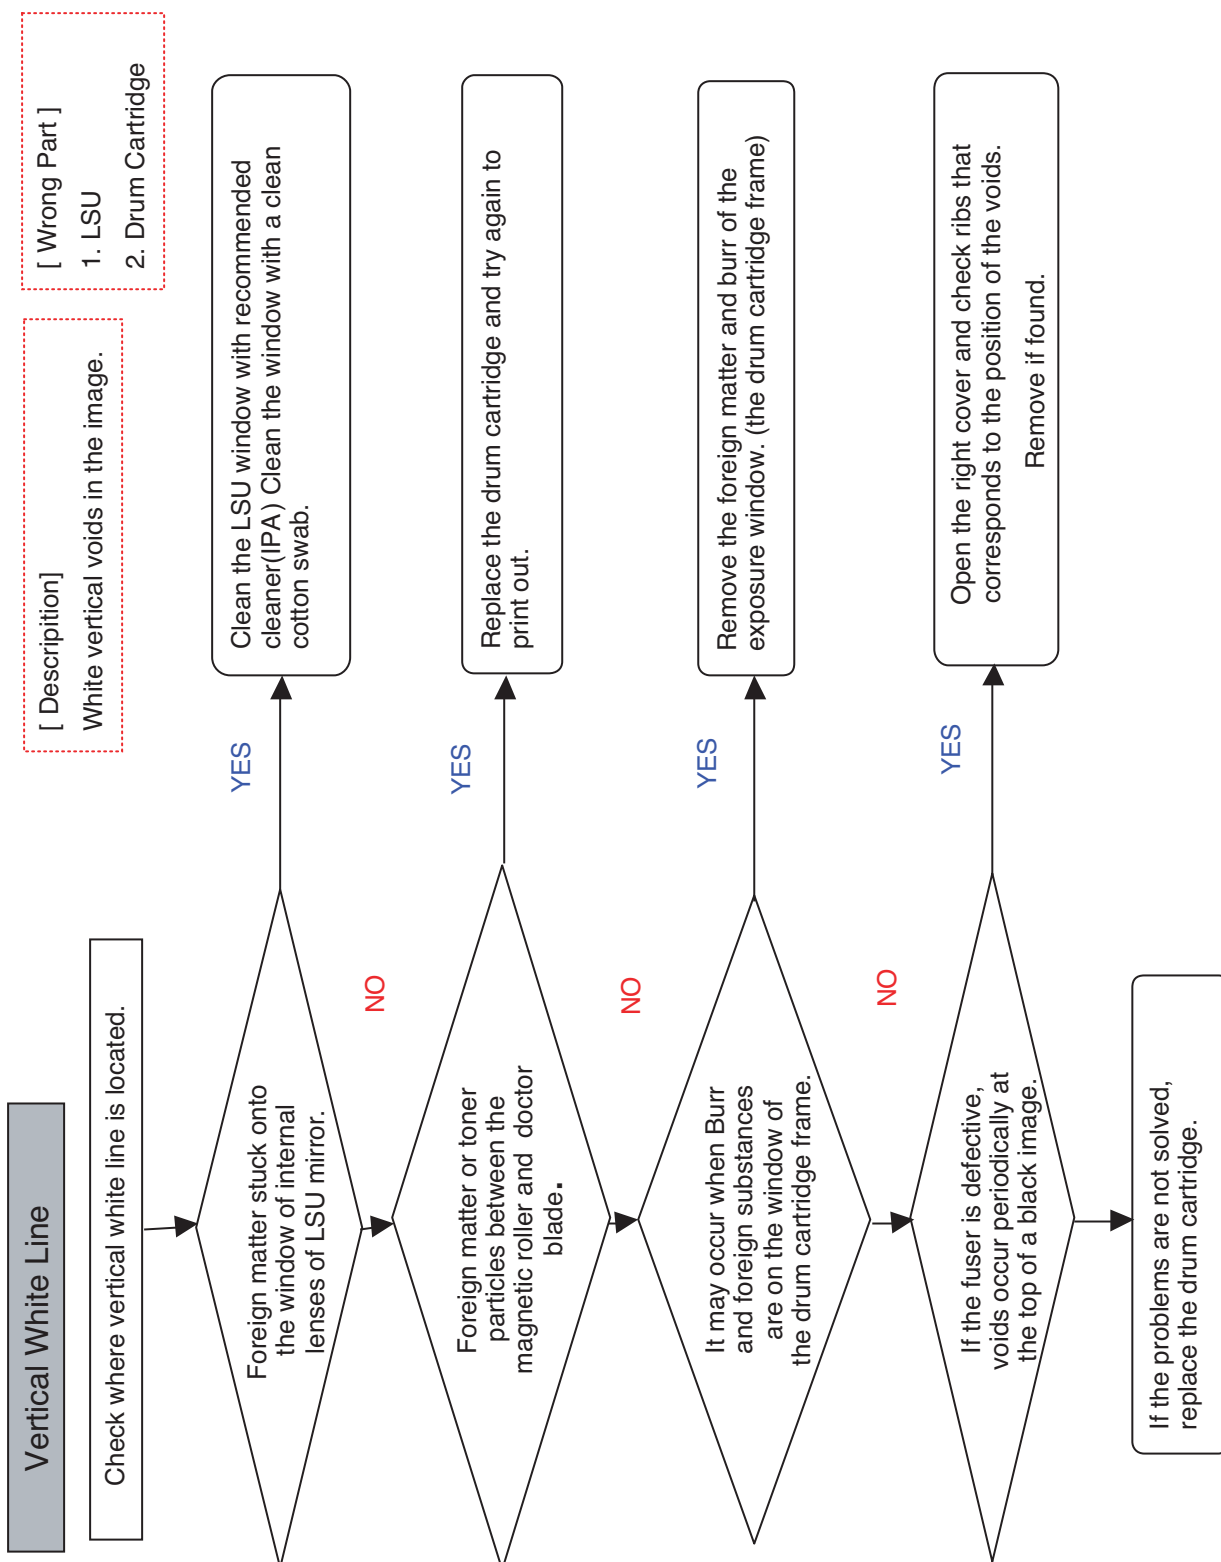 Vertical White Line
[ Descripition]
White vertical voids in the image.
[ Wrong Part ]
1. LSU
2. Drum Cartridge
Check where vertical white line is located.
Foreign matter stuck onto
the window of internal
lenses of LSU mirror.
YES
Clean the LSU window with recommended
cleaner(IPA) Clean the window with a clean
cotton swab.
NO
Foreign matter or toner
particles between the
magnetic roller and doctor
blade.
YES
Replace the drum cartridge and try again to
print out.
NO
It may occur when Burr
and foreign substances
are on the window of
the drum cartridge frame.
YES
Remove the foreign matter and burr of the
exposure window. (the drum cartridge frame)
NO
If the fuser is defective,
voids occur periodically at
the top of a black image.
YES
Open the right cover and check ribs that
corresponds to the position of the voids.
Remove if found.
If the problems are not solved,
replace the drum cartridge.